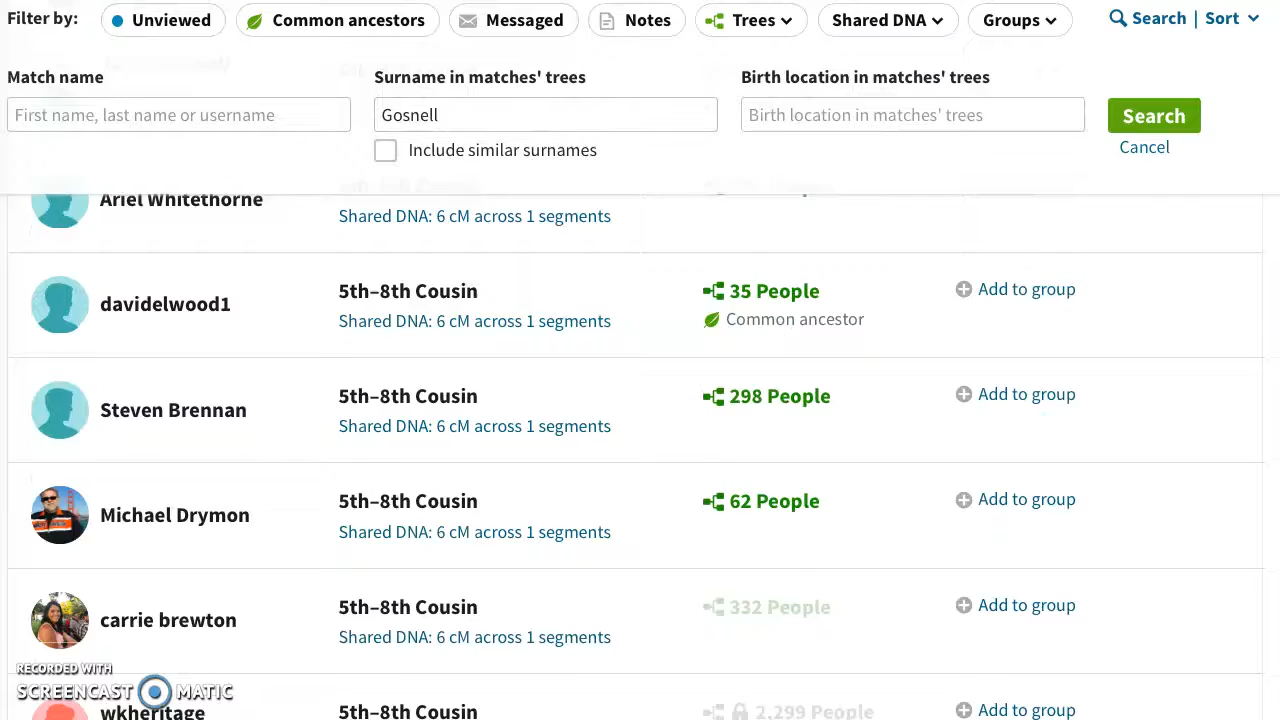 Filter by: Unviewed Common ancestors Messaged Notes Trees Shared DNA Groups Search | Sort
Match name Surname in matches' trees Birth location in matches' trees
First name, last name or username Gosnell Birth location in matches' trees Search
Include similar surnames Cancel
Ariel Whitethorne
Shared DNA: 6 cM across 1 segments
davidelwood1 5th–8th Cousin 35 People Add to group
Shared DNA: 6 cM across 1 segments Common ancestor
Steven Brennan 5th–8th Cousin 298 People Add to group
Shared DNA: 6 cM across 1 segments
Michael Drymon 5th–8th Cousin 62 People Add to group
Shared DNA: 6 cM across 1 segments
carrie brewton 5th–8th Cousin 332 People Add to group
Shared DNA: 6 cM across 1 segments
RECORDED WITH
SCREENCAST MATIC
wkheritage 5th–8th Cousin 2,299 People Add to group